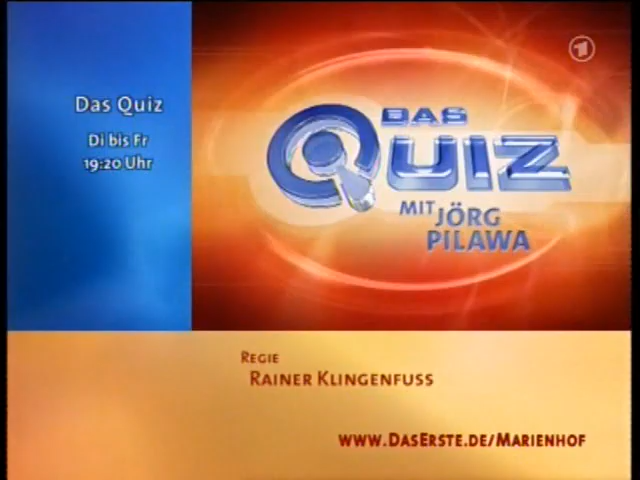 Das Quiz
Di bis Fr
19:20 Uhr
1
DAS
QUIZ
MIT JÖRG
PILAWA
REGIE
RAINER KLINGENFUSS
WWW.DASERSTE.DE/MARIENHOF